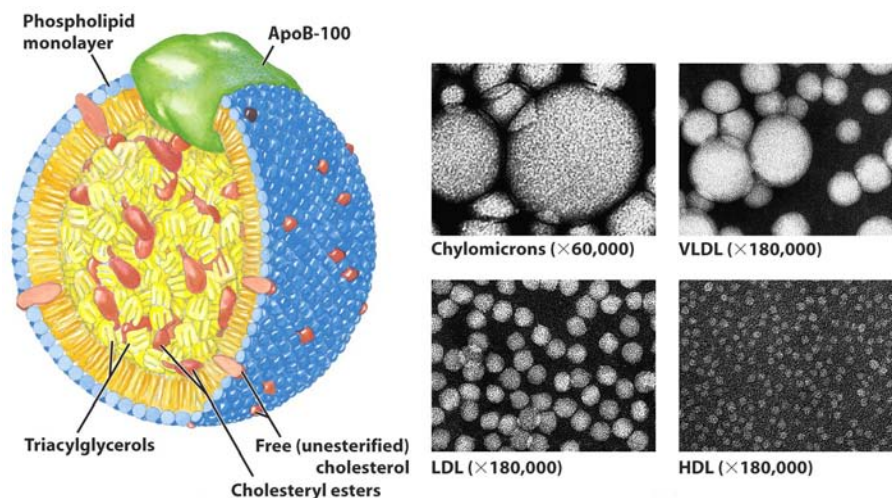 Phospholipid
monolayer
ApoB-100
Triacylglycerols
Free (unesterified)
cholesterol
Cholesteryl esters
Chylomicrons (×60,000)
VLDL (×180,000)
LDL (×180,000)
HDL (×180,000)